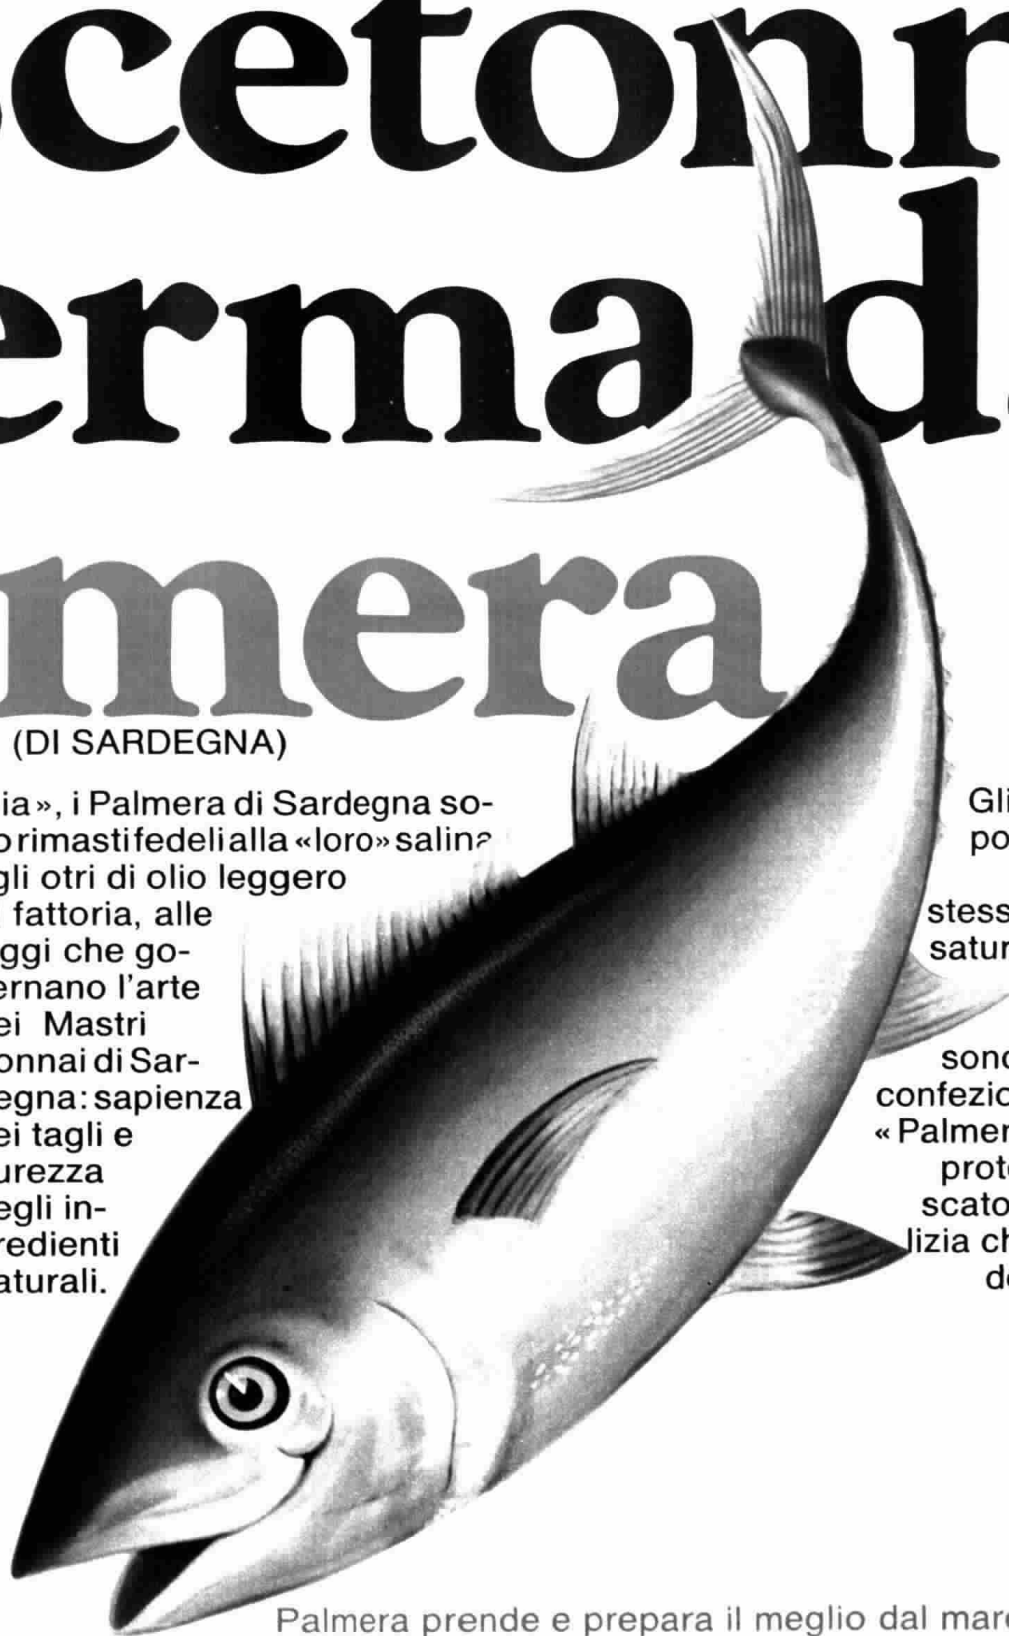 cetonn
erma da
mera
(DI SARDEGNA)
ia», i Palmera di Sardegna so-
o rimasti fedeli alla «loro» salina
gli otri di olio leggero
fattoria, alle
ggi che go-
ernano l'arte
ei Mastri
onnai di Sar-
egna: sapienza
ei tagli e
urezza
egli in-
redienti
aturali.
Gli
po
stess
satur
sono
confezio
«Palmer
prote
scato
lizia ch
de
Palmera prende e prepara il meglio dal mare